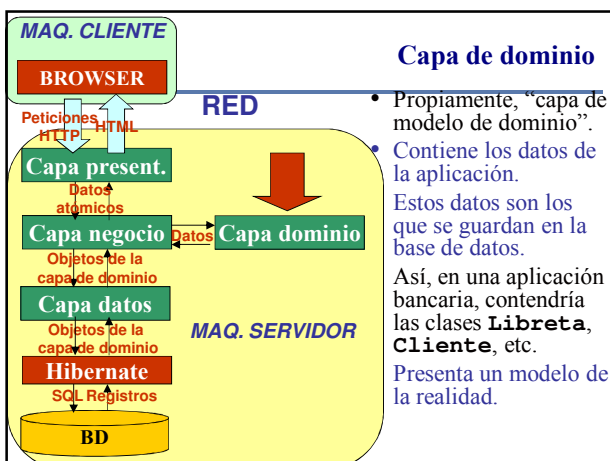 MAQ. CLIENTE
BROWSER
RED
Peticiones
HTTP
HTML
Capa present.
Datos
atómicos
Capa negocio
Datos
Capa dominio
Objetos de la
capa de dominio
Capa datos
Objetos de la
capa de dominio
MAQ. SERVIDOR
Hibernate
SQL Registros
BD
Capa de dominio
• Propiamente, “capa de
modelo de dominio”.
• Contiene los datos de
la aplicación.
Estos datos son los
que se guardan en la
base de datos.
Así, en una aplicación
bancaria, contendría
las clases Libreta,
Cliente, etc.
Presenta un modelo de
la realidad.